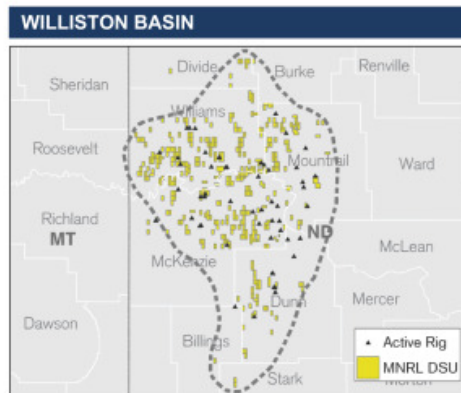 WILLISTON BASIN
Divide
Burke
Renville
Sheridan
Williams
Roosevelt
Mountrail
Ward
Richland
MT
ND
McLean
McKenzie
Mercer
Dunn
Dawson
Billings
Stark
Active Rig
MNRL DSU
Morton